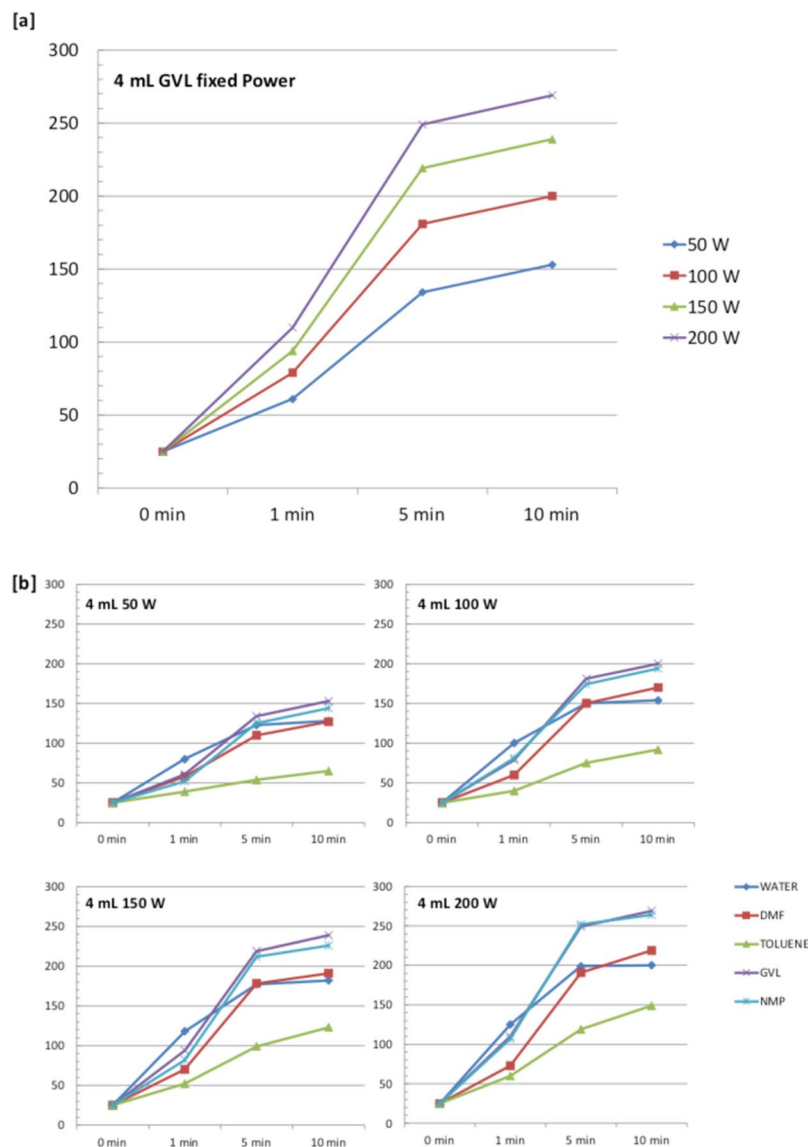 [a]
300
4 mL GVL fixed Power
250
200
150
100
50
0
0 min 1 min 5 min 10 min
50 W
100 W
150 W
200 W
[b]
300
4 mL 50 W
250
200
150
100
50
0
0 min 1 min 5 min 10 min
300
4 mL 100 W
250
200
150
100
50
0
0 min 1 min 5 min 10 min
300
4 mL 150 W
250
200
150
100
50
0
0 min 1 min 5 min 10 min
300
4 mL 200 W
250
200
150
100
50
0
0 min 1 min 5 min 10 min
WATER
DMF
TOLUENE
GVL
NMP